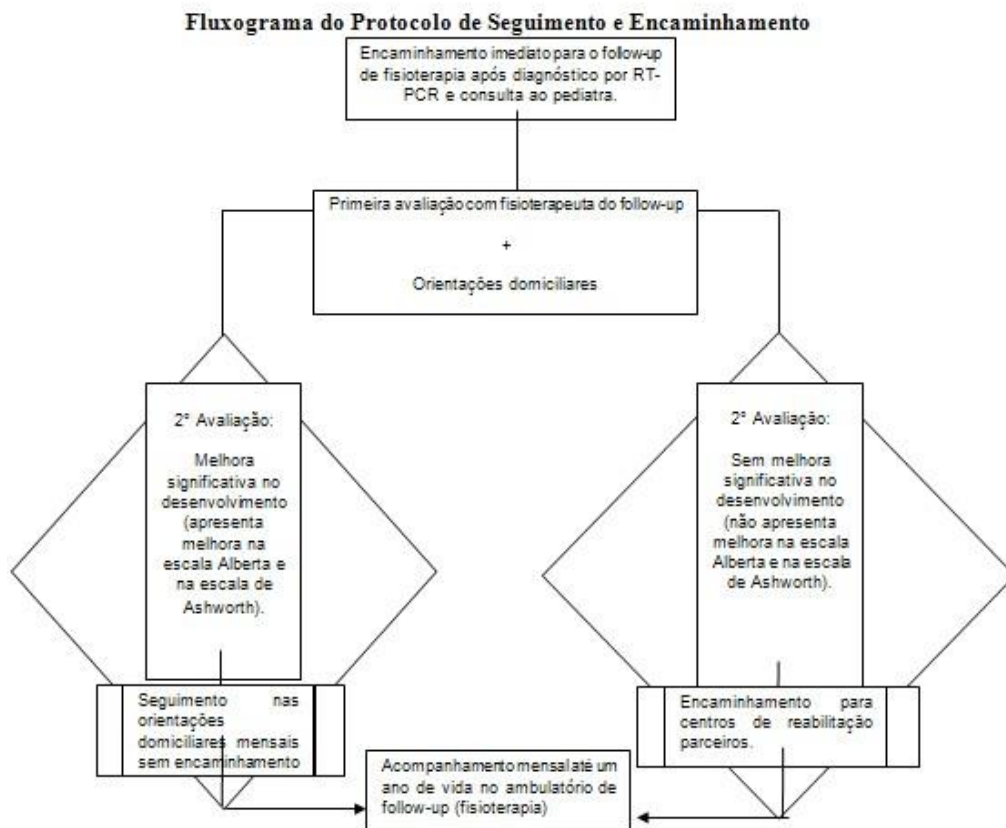 Fluxograma do Protocolo de Seguimento e Encaminhamento
Encaminhamento imediato para o follow-up
de fisioterapia após diagnóstico por RT-
PCR e consulta ao pediatra.
Primeira avaliação com fisioterapeuta do follow-up
+
Orientações domiciliares
2ª Avaliação:
Melhora
significativa no
desenvolvimento
(apresenta
melhora na
escala Alberta e
na escala de
Ashworth).
2ª Avaliação:
Sem melhora
significativa no
desenvolvimento
(não apresenta
melhora na escala
Alberta e na escala
de Ashworth).
Seguimento nas
orientações
domiciliares mensais
sem encaminhamento
Encaminhamento para
centros de reabilitação
parceiros.
Acompanhamento mensal até um
ano de vida no ambulatório de
follow-up (fisioterapia)